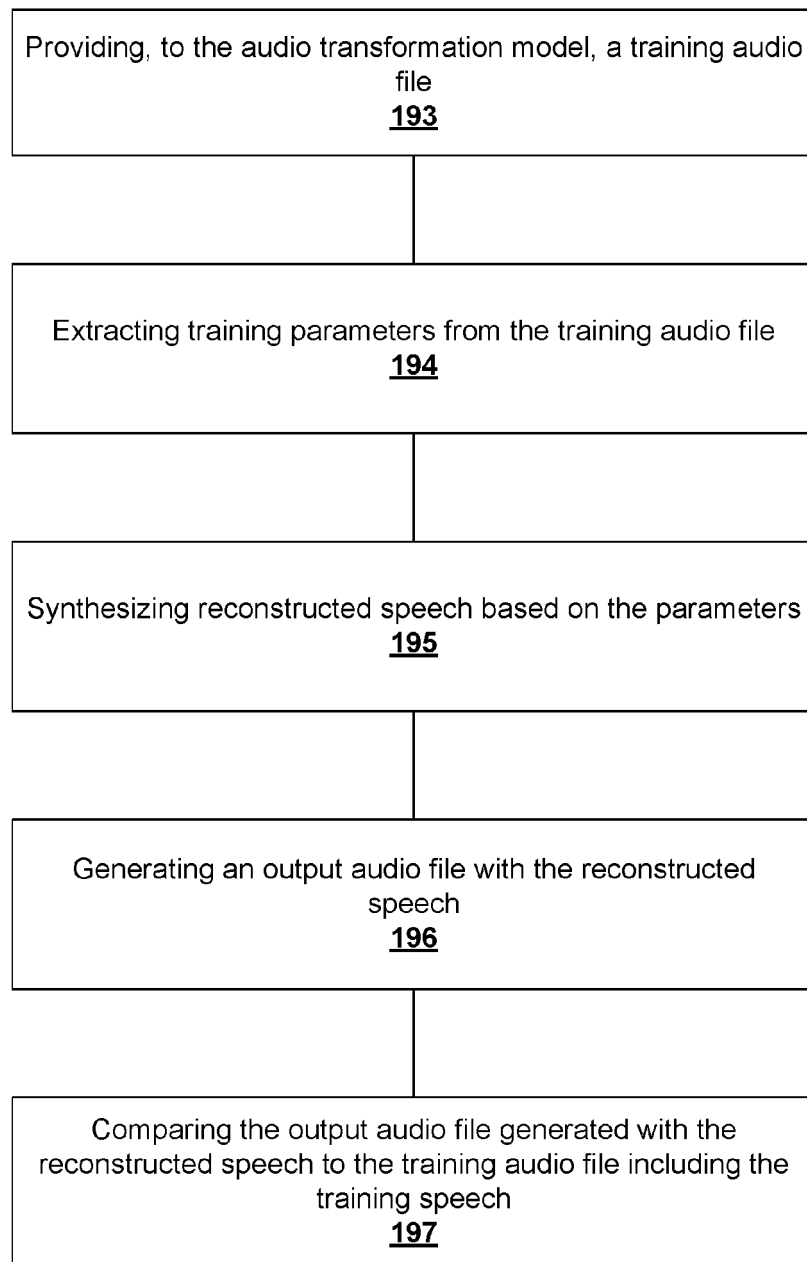 Providing, to the audio transformation model, a training audio
file
193
Extracting training parameters from the training audio file
194
Synthesizing reconstructed speech based on the parameters
195
Generating an output audio file with the reconstructed
speech
196
Comparing the output audio file generated with the
reconstructed speech to the training audio file including the
training speech
197